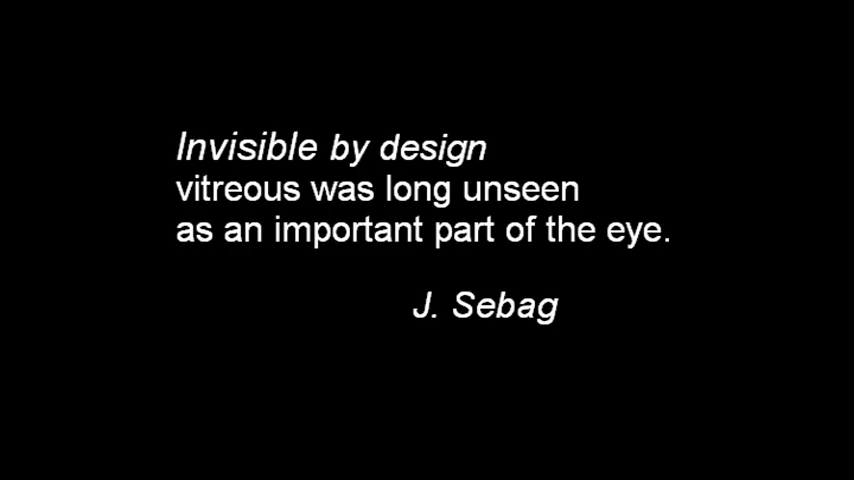 Invisible by design
vitreous was long unseen
as an important part of the eye.
J. Sebag